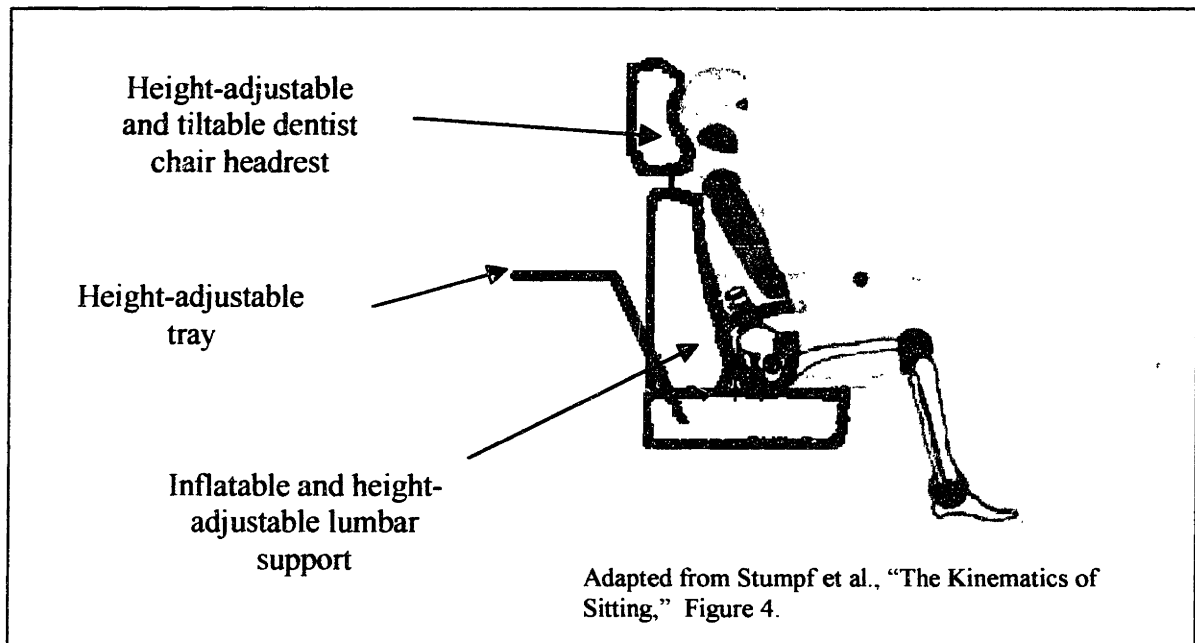 Height-adjustable
and tiltable dentist
chair headrest
Height-adjustable
tray
Inflatable and height-
adjustable lumbar
support
Adapted from Stumpf et al., “The Kinematics of
Sitting,” Figure 4.